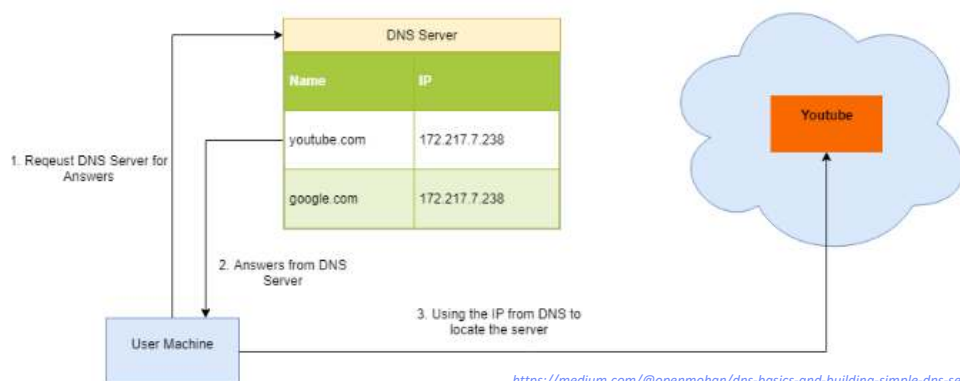 DNS Server
Name IP
youtube.com 172.217.7.238
google.com 172.217.7.238
Youtube
1. Reqeust DNS Server for
Answers
2. Answers from DNS
Server
3. Using the IP from DNS to
locate the server
User Machine